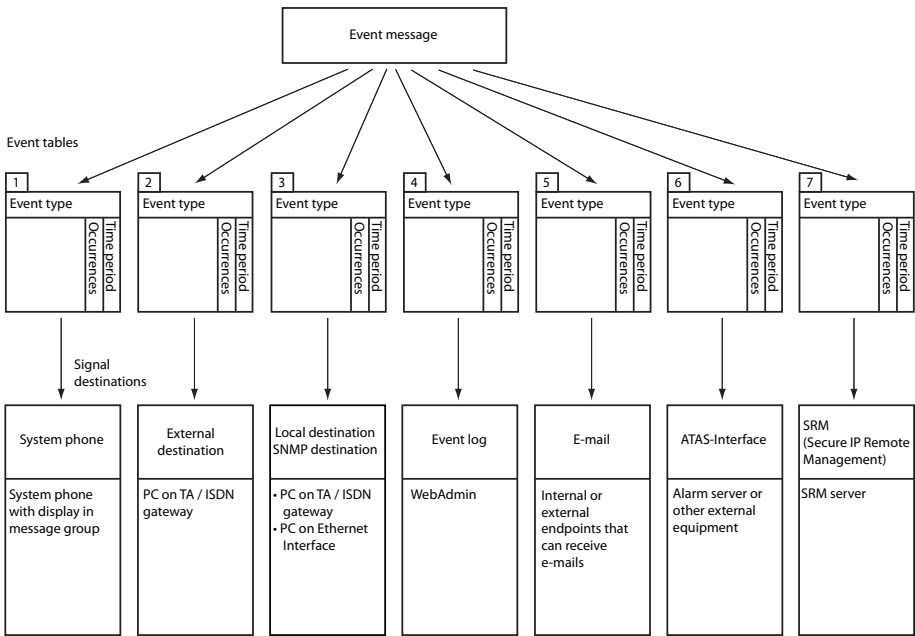 Event message
Event tables
1
Event type
Occurrences
Time period
2
Event type
Occurrences
Time period
3
Event type
Occurrences
Time period
4
Event type
Occurrences
Time period
5
Event type
Occurrences
Time period
6
Event type
Occurrences
Time period
7
Event type
Occurrences
Time period
Signal
destinations
System phone
System phone
with display in
message group
External
destination
PC on TA / ISDN
gateway
Local destination
SNMP destination
• PC on TA / ISDN
gateway
• PC on Ethernet
Interface
Event log
WebAdmin
E-mail
Internal or
external
endpoints that
can receive
e-mails
ATAS-Interface
Alarm server or
other external
equipment
SRM
(Secure IP Remote
Management)
SRM server